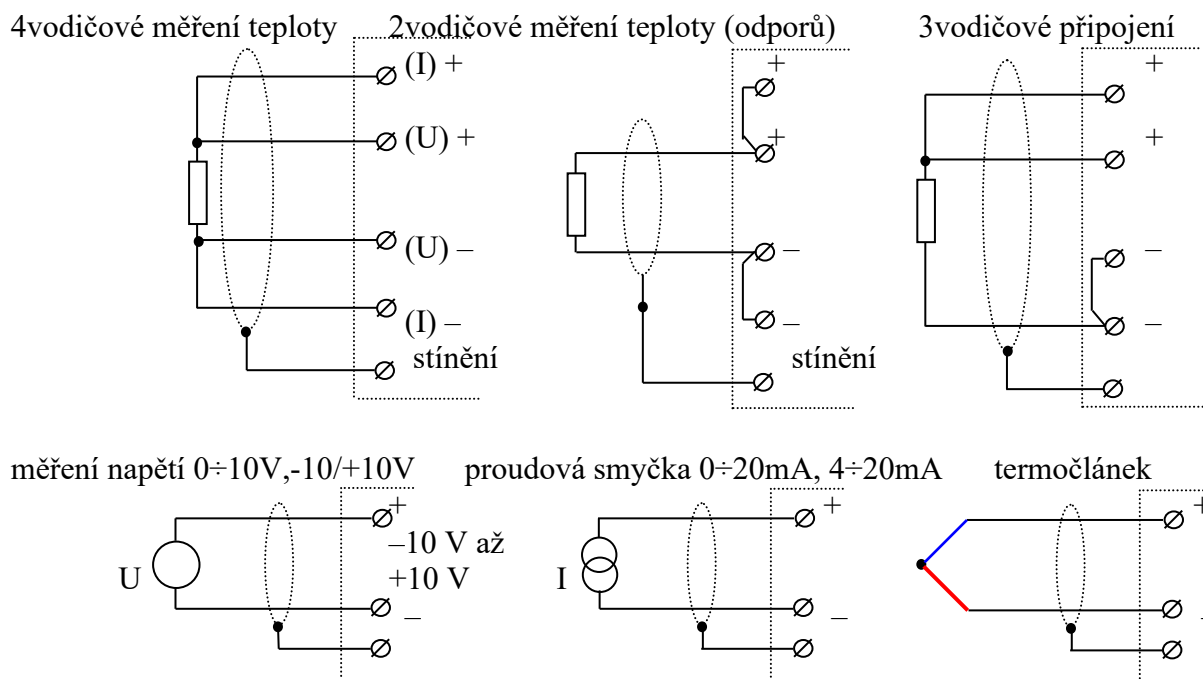 4vodičové měření teploty
(I) +
(U) +
(U) –
(I) –
stínění
2vodičové měření teploty (odporů)
+
+
–
–
stínění
3vodičové připojení
+
+
–
–
měření napětí 0÷10V,-10/+10V
U
+
–10 V až
+10 V
–
proudová smyčka 0÷20mA, 4÷20mA
I
+
–
termočlánek
+
–